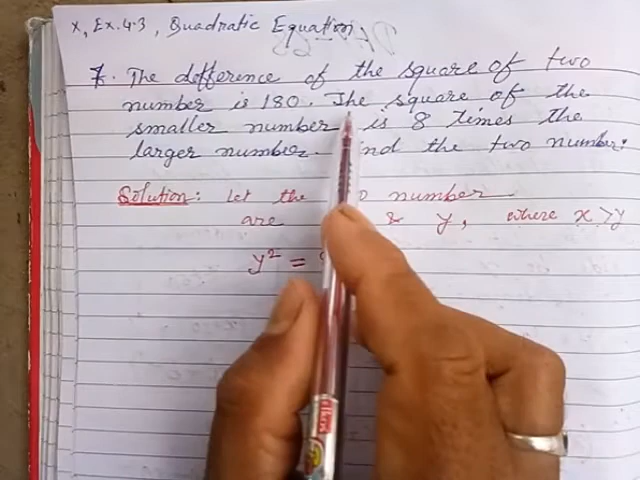 X, Ex. 4.3, Quadratic Equation
7. The difference of the square of two
number is 180. The square of the
smaller number is 8 times the
larger number. ind the two number.
Solution: Let the o number
are & y, where x > y
y² =